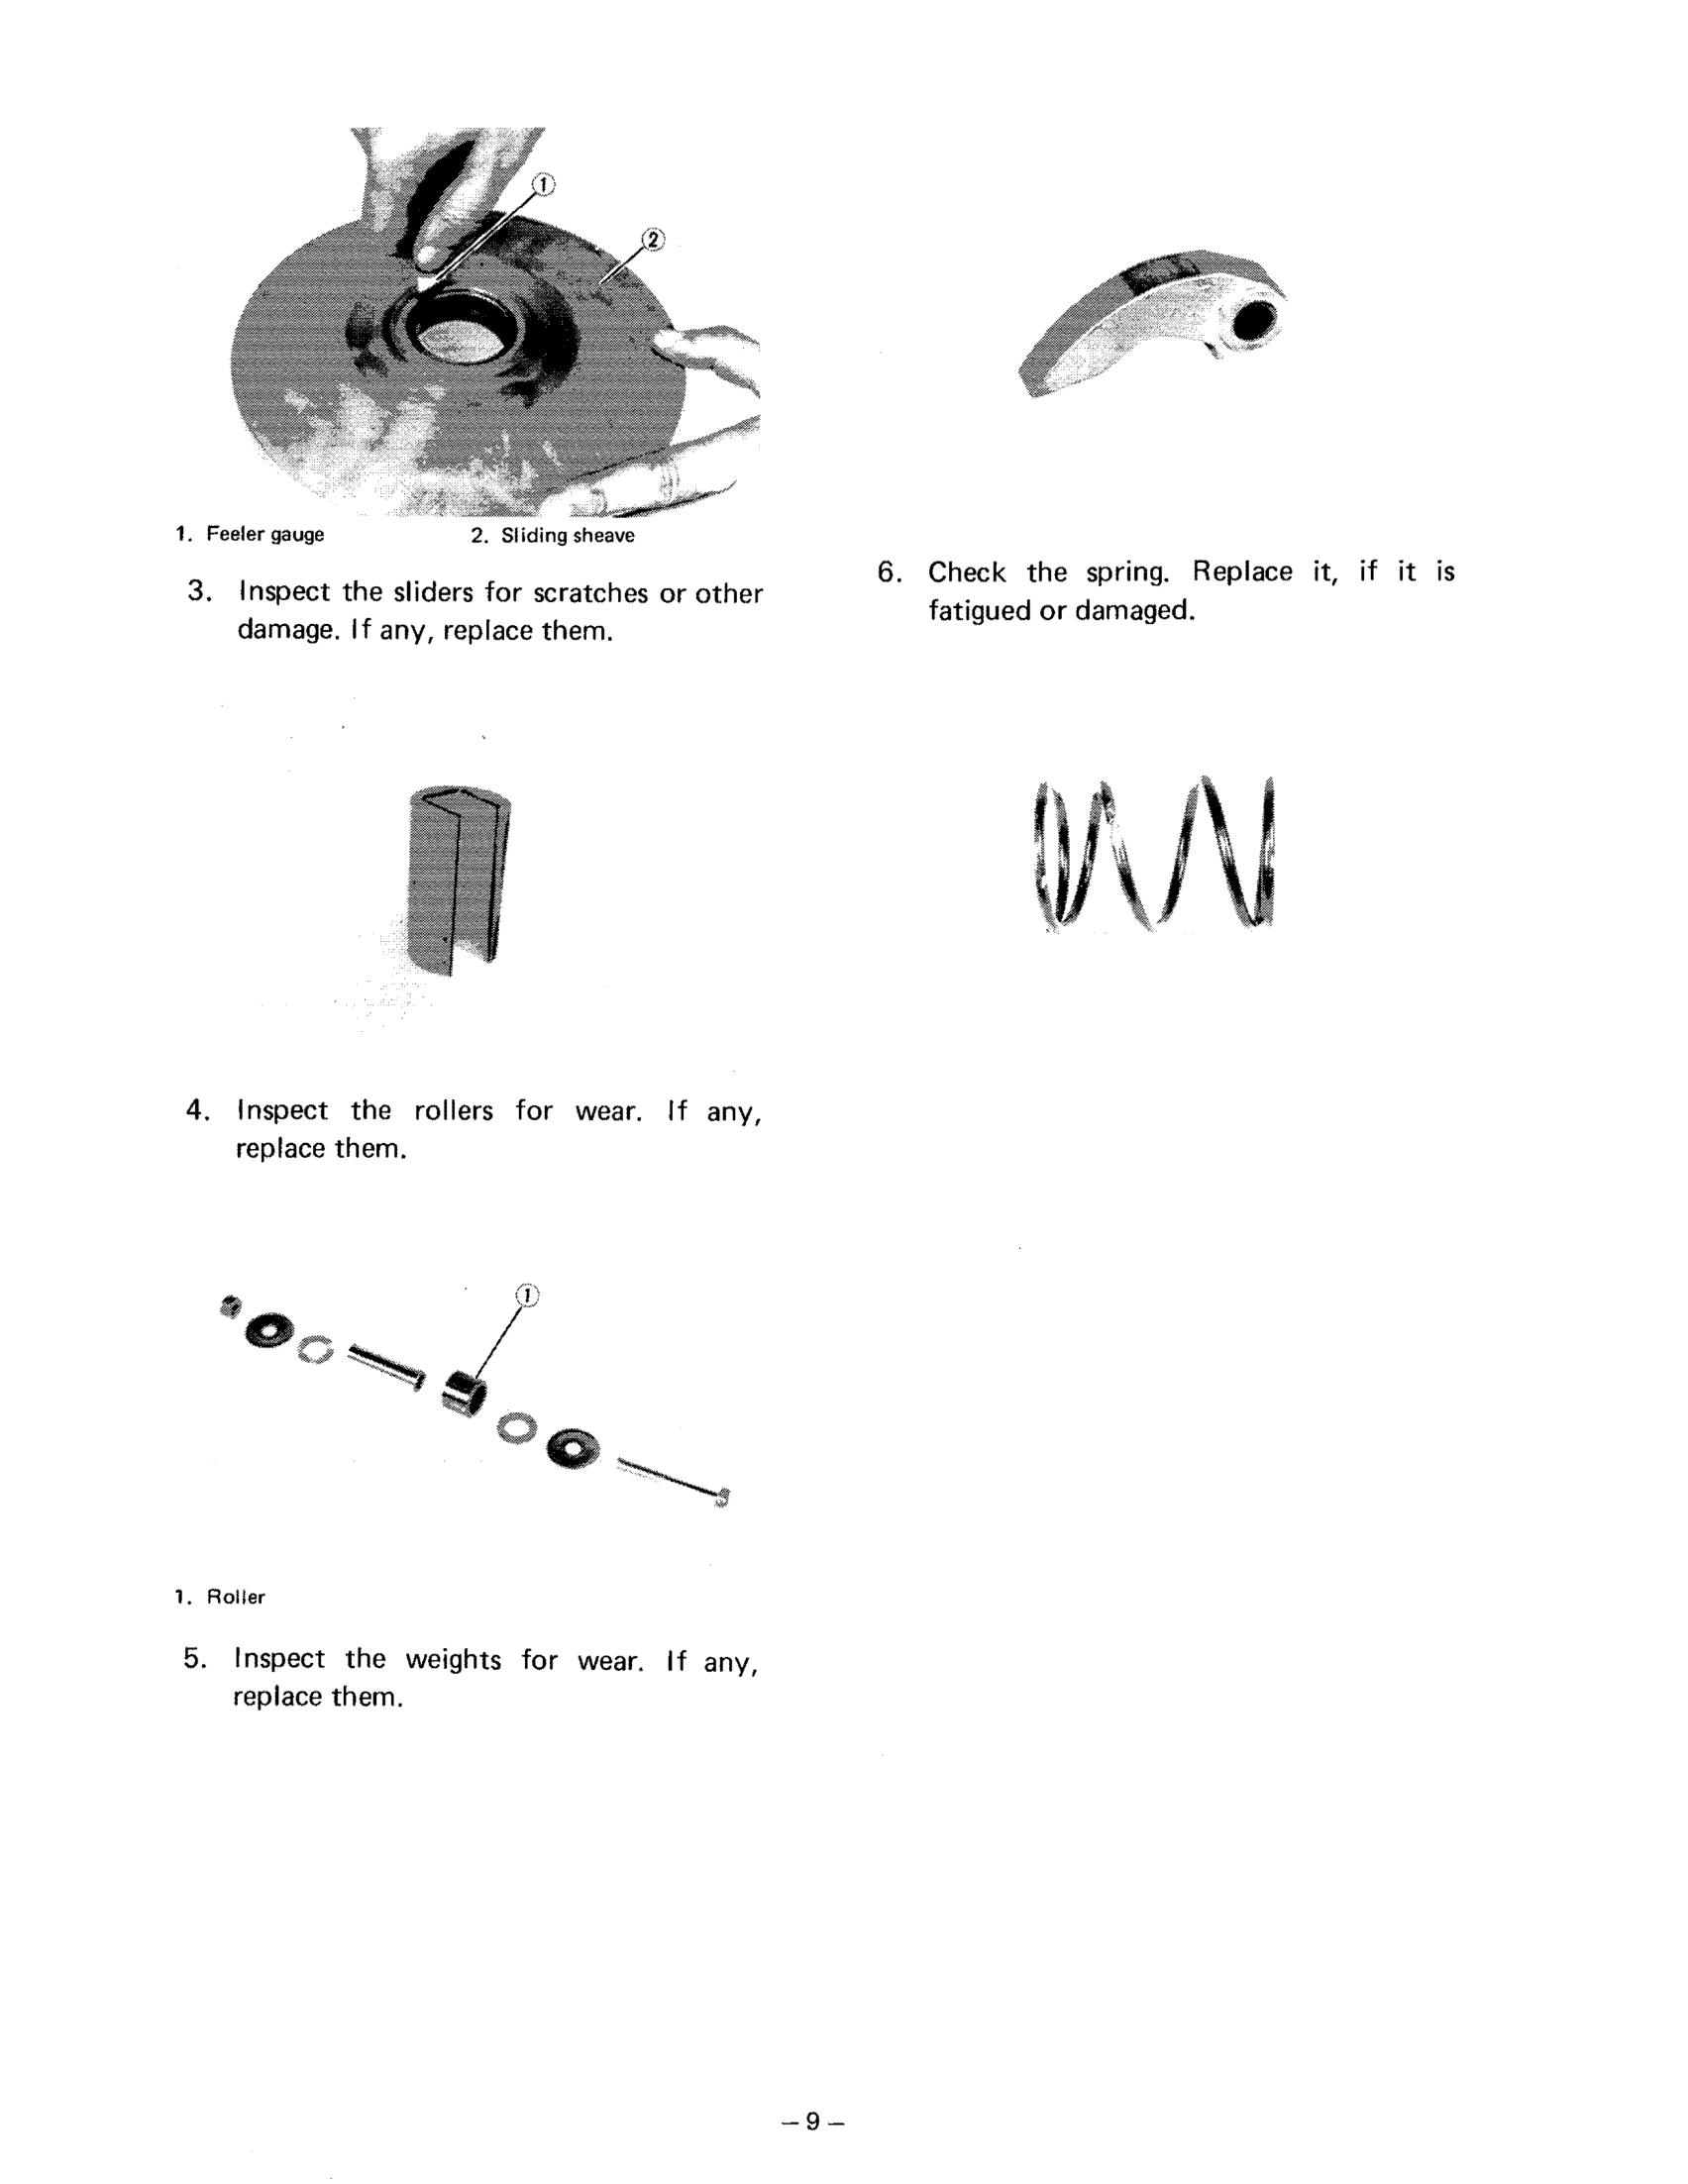 ①
②
1. Feeler gauge 2. Sliding sheave
3. Inspect the sliders for scratches or other
damage. If any, replace them.
4. Inspect the rollers for wear. If any,
replace them.
①
1. Roller
5. Inspect the weights for wear. If any,
replace them.
6. Check the spring. Replace it, if it is
fatigued or damaged.
— 9 —